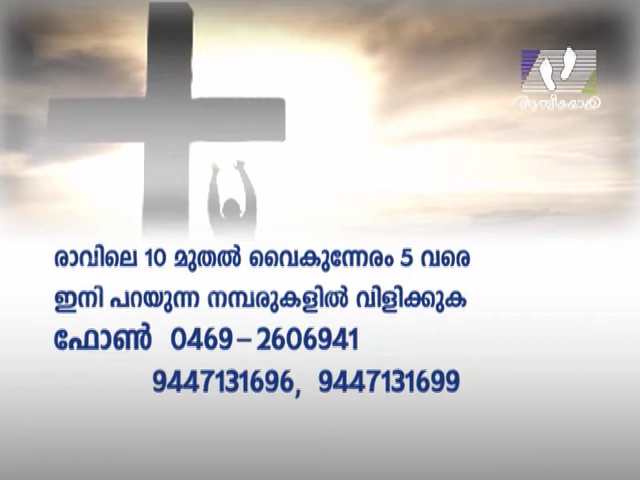 രാവിലെ 10 മുതൽ വൈകുന്നേരം 5 വരെ
ഇനി പറയുന്ന നമ്പരുകളിൽ വിളിക്കുക
ഫോൺ 0469-2606941
9447131696, 9447131699